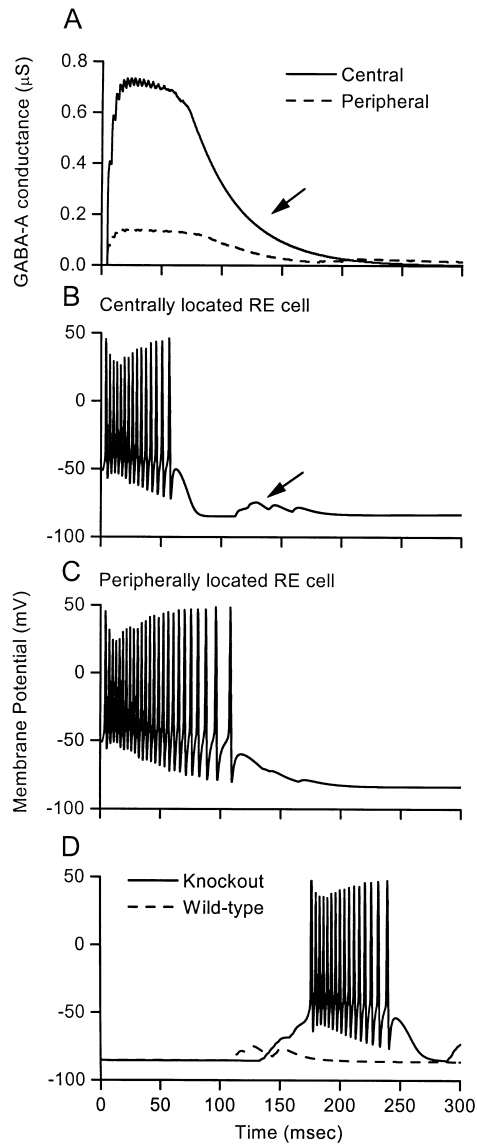 A
GABA-A conductance (µS)
0.8
0.6
0.4
0.2
0.0
Central
Peripheral
B
Centrally located RE cell
50
0
-50
-100
Membrane Potential (mV)
C
Peripherally located RE cell
50
0
-50
-100
D
50
0
-50
-100
Knockout
Wild-type
0 50 100 150 200 250 300
Time (msec)